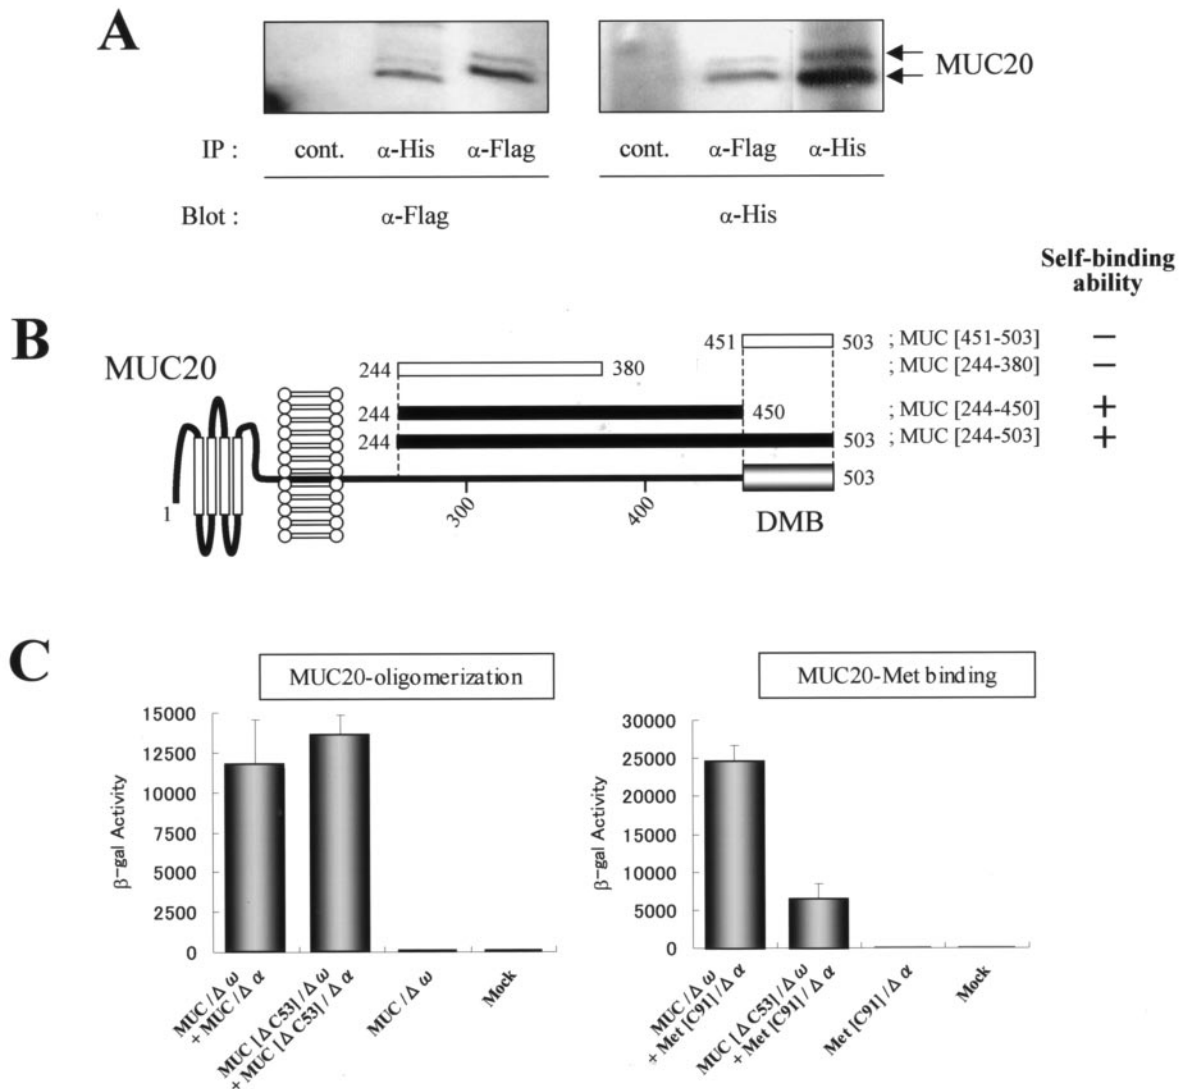 A
MUC20
IP : cont. α-His α-Flag cont. α-Flag α-His
Blot : α-Flag α-His
Self-binding
ability
B
MUC20
451 503 ; MUC [451-503] −
244 380 ; MUC [244-380] −
244 450 ; MUC [244-450] +
244 503 ; MUC [244-503] +
503
1
300 400
DMB
C
MUC20-oligomerization
β-gal Activity
15000
12500
10000
7500
5000
2500
0
MUC /Δ ω
+ MUC /Δ α
MUC [Δ C53] /Δ ω
+ MUC [Δ C53] /Δ α
MUC /Δ ω
Mock
MUC20-Met binding
β-gal Activity
30000
25000
20000
15000
10000
5000
0
MUC /Δ ω
+ Met [C91] /Δ α
MUC [Δ C53] /Δ ω
+ Met [C91] /Δ α
Met [C91] /Δ α
Mock